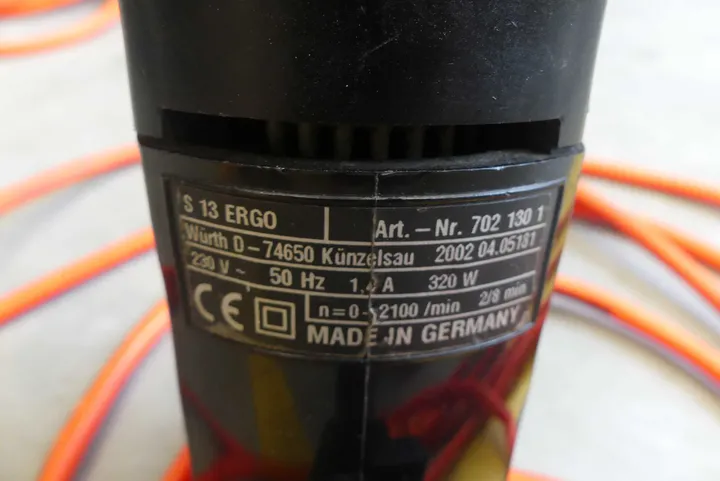 S 13 ERGO Art.-Nr. 702 130 1
Würth D-74650 Künzelsau 2002 04.05181
230 V~ 50 Hz 1,4 A 320 W
CE n=0-2100 /min 2/8 min
MADE IN GERMANY